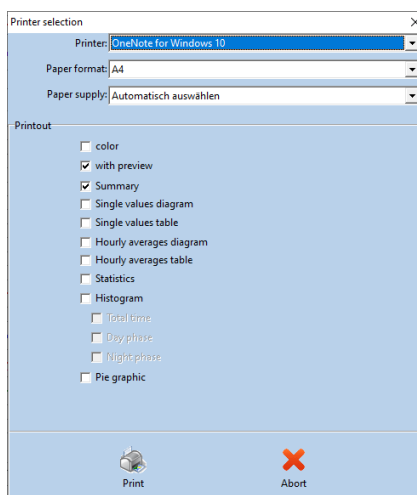 Printer selection
Printer: OneNote for Windows 10
Paper format: A4
Paper supply: Automatisch auswählen
Printout
color
with preview
Summary
Single values diagram
Single values table
Hourly averages diagram
Hourly averages table
Statistics
Histogram
Total time
Day phase
Night-phase
Pie graphic
Print Abort